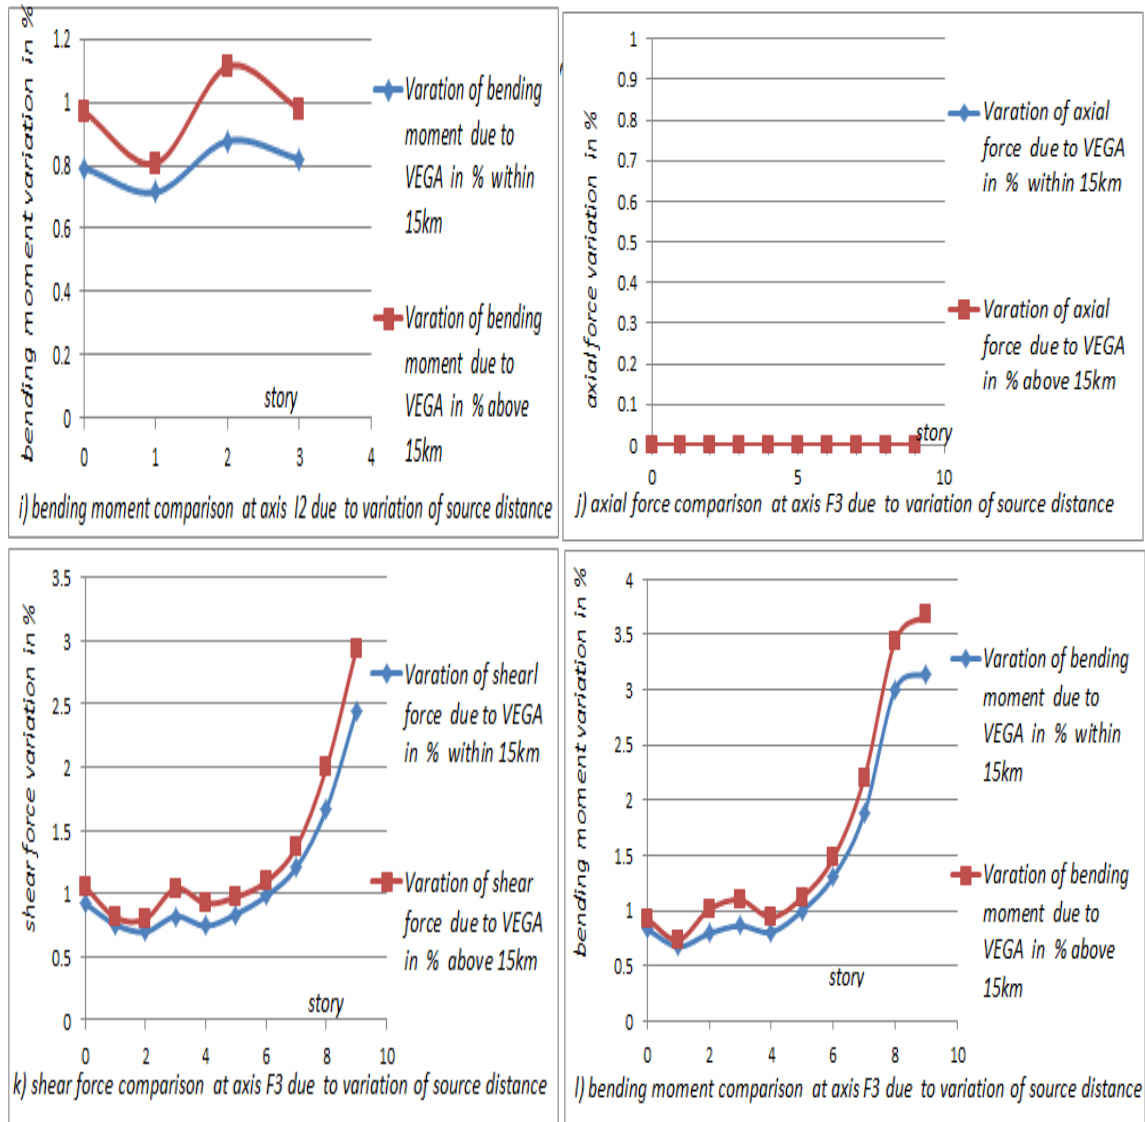 bending moment variation in %
1.2
1
0.8
0.6
0.4
0.2
0
0
1
2
3
4
story
Varation of bending
moment due to
VEGA in % within
15km
Varation of bending
moment due to
VEGA in % above
15km
i) bending moment comparison at axis I2 due to variation of source distance
axial force variation in %
1
0.9
0.8
0.7
0.6
0.5
0.4
0.3
0.2
0.1
0
0
5
10
story
Varation of axial
force due to VEGA
in % within 15km
Varation of axial
force due to VEGA
in % above 15km
j) axial force comparison at axis F3 due to variation of source distance
shear force variation in %
3.5
3
2.5
2
1.5
1
0.5
0
0
2
4
6
8
10
story
Varation of shearl
force due to VEGA
in % within 15km
Varation of shear
force due to VEGA
in % above 15km
k) shear force comparison at axis F3 due to variation of source distance
bending moment variation in %
4
3.5
3
2.5
2
1.5
1
0.5
0
0
2
4
6
8
10
story
Varation of bending
moment due to
VEGA in % within
15km
Varation of bending
moment due to
VEGA in % above
15km
l) bending moment comparison at axis F3 due to variation of source distance